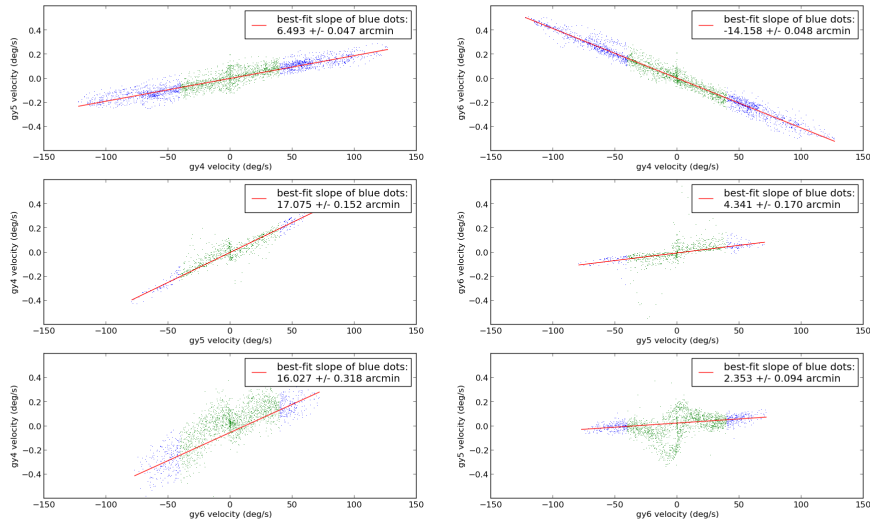 best-fit slope of blue dots:
6.493 +/- 0.047 arcmin
gy5 velocity (deg/s)
0.4
0.2
0.0
−0.2
−0.4
−150 −100 −50 0 50 100 150
gy4 velocity (deg/s)
best-fit slope of blue dots:
-14.158 +/- 0.048 arcmin
gy6 velocity (deg/s)
0.4
0.2
0.0
−0.2
−0.4
−150 −100 −50 0 50 100 150
gy4 velocity (deg/s)
best-fit slope of blue dots:
17.075 +/- 0.152 arcmin
gy4 velocity (deg/s)
0.4
0.2
0.0
−0.2
−0.4
−150 −100 −50 0 50 100 150
gy5 velocity (deg/s)
best-fit slope of blue dots:
4.341 +/- 0.170 arcmin
gy6 velocity (deg/s)
0.4
0.2
0.0
−0.2
−0.4
−150 −100 −50 0 50 100 150
gy5 velocity (deg/s)
best-fit slope of blue dots:
16.027 +/- 0.318 arcmin
gy4 velocity (deg/s)
0.4
0.2
0.0
−0.2
−0.4
−150 −100 −50 0 50 100 150
gy6 velocity (deg/s)
best-fit slope of blue dots:
2.353 +/- 0.094 arcmin
gy5 velocity (deg/s)
0.4
0.2
0.0
−0.2
−0.4
−150 −100 −50 0 50 100 150
gy6 velocity (deg/s)